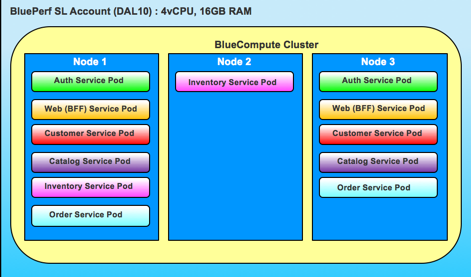 BluePerf SL Account (DAL10) : 4vCPU, 16GB RAM
BlueCompute Cluster
Node 1
Auth Service Pod
Web (BFF) Service Pod
Customer Service Pod
Catalog Service Pod
Inventory Service Pod
Order Service Pod
Node 2
Inventory Service Pod
Node 3
Auth Service Pod
Web (BFF) Service Pod
Customer Service Pod
Catalog Service Pod
Order Service Pod